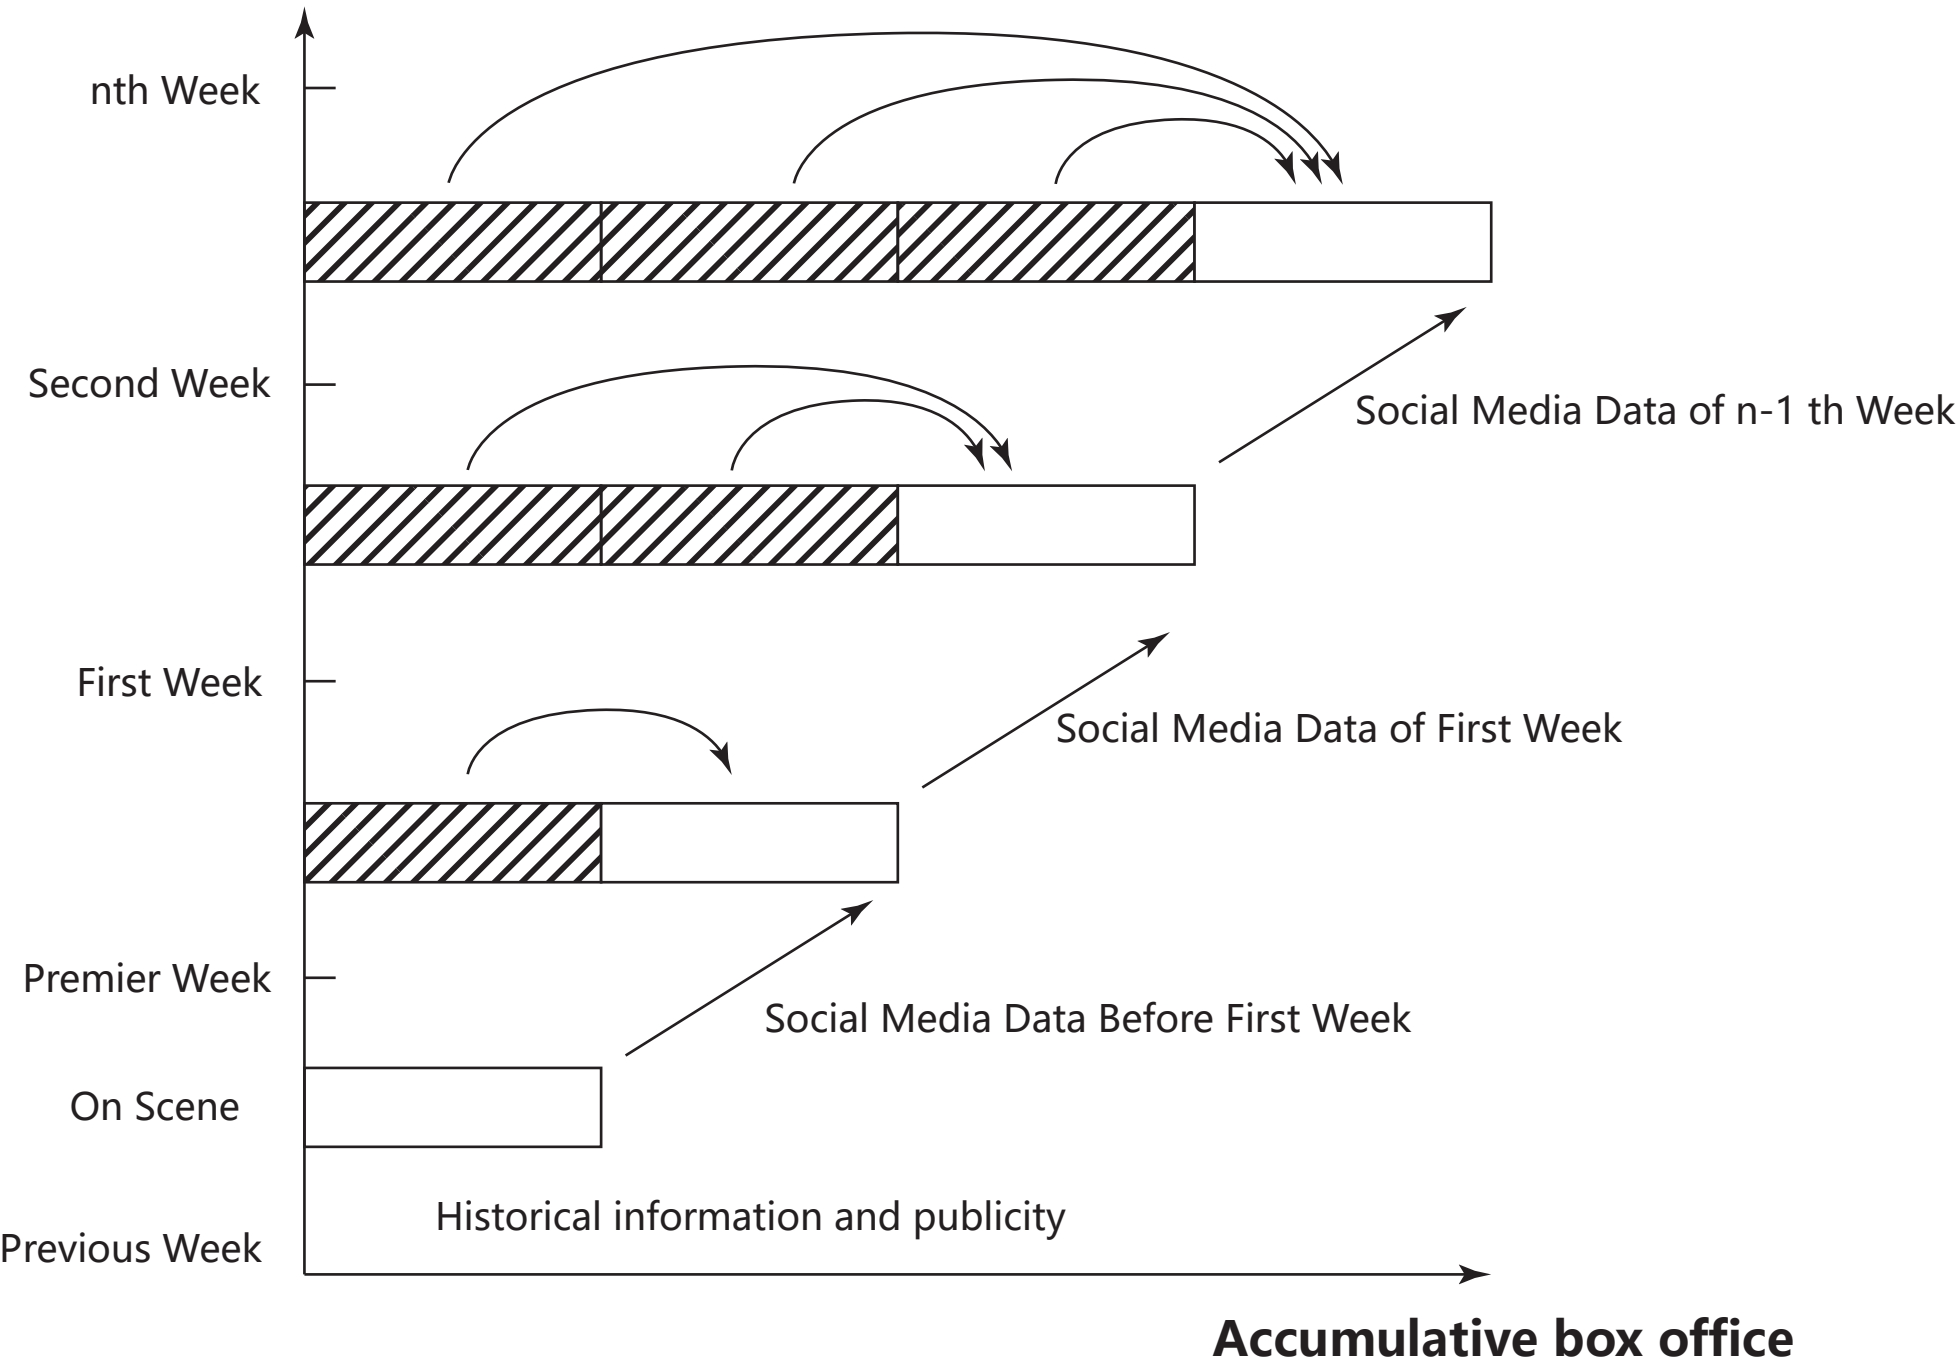 nth Week
Second Week
Social Media Data of n-1 th Week
First Week
Social Media Data of First Week
Premier Week
Social Media Data Before First Week
On Scene
Historical information and publicity
Previous Week
Accumulative box office